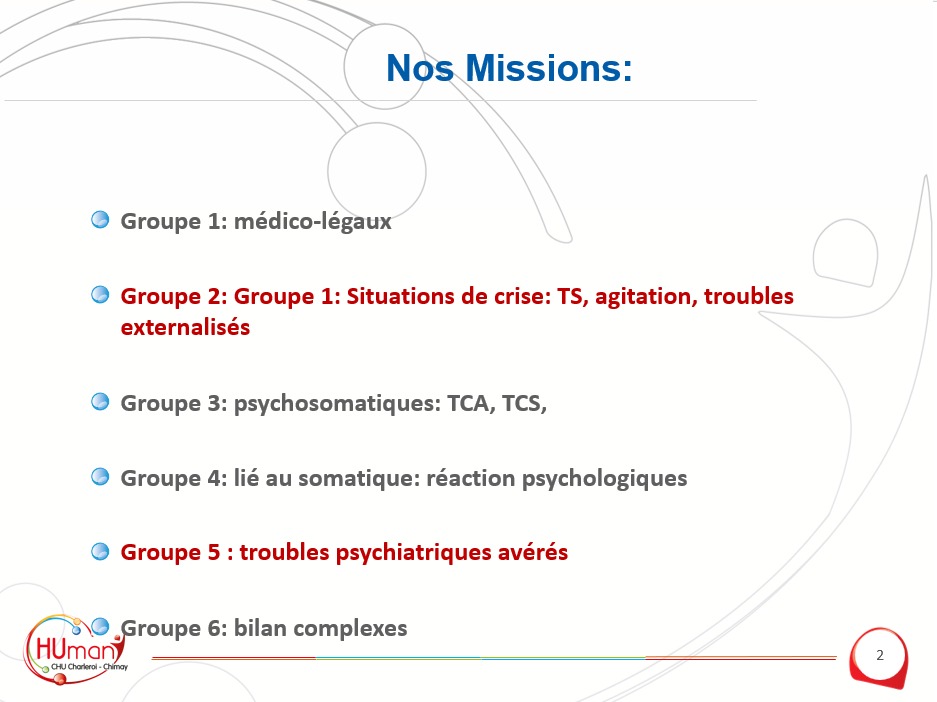 Nos Missions:
Groupe 1: médico-légaux
Groupe 2: Groupe 1: Situations de crise: TS, agitation, troubles
externalisés
Groupe 3: psychosomatiques: TCA, TCS,
Groupe 4: lié au somatique: réaction psychologiques
Groupe 5 : troubles psychiatriques avérés
Groupe 6: bilan complexes
HUmani
CHU Charleroi - Chimay
2